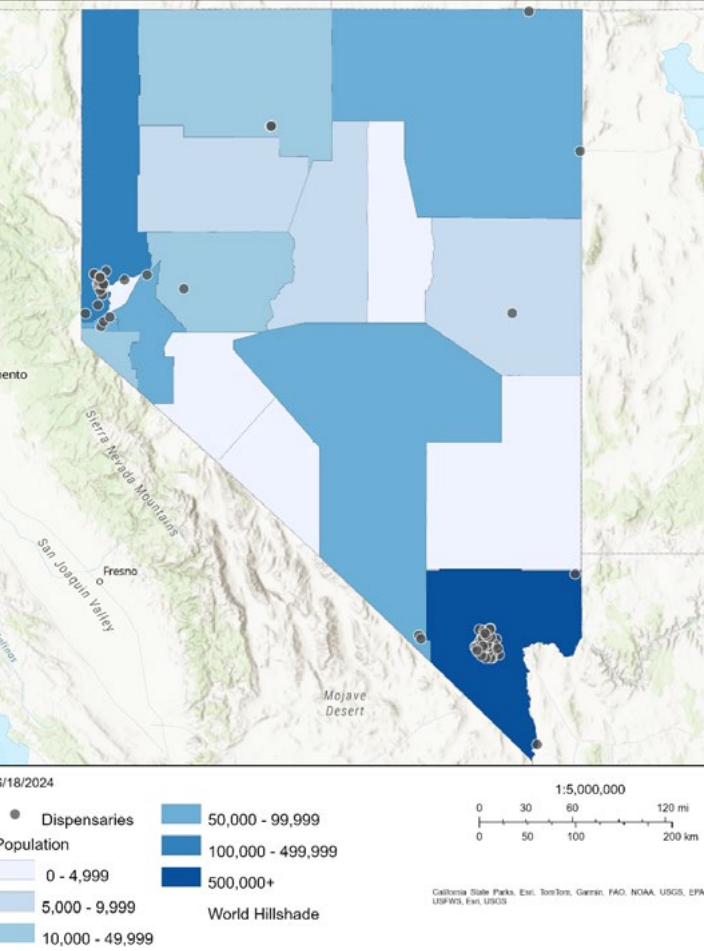 ento
Sierra Nevada Mountains
San Joaquin Valley
Fresno
Mojave
Desert
/18/2024
1:5,000,000
Dispensaries
Population
0 - 4,999
5,000 - 9,999
10,000 - 49,999
50,000 - 99,999
100,000 - 499,999
500,000+
World Hillshade
0 30 60 120 mi
0 50 100 200 km
California State Parks, Esri, TomTom, Garmin, FAO, NOAA, USGS, EPA
USFWS, Esri, USGS